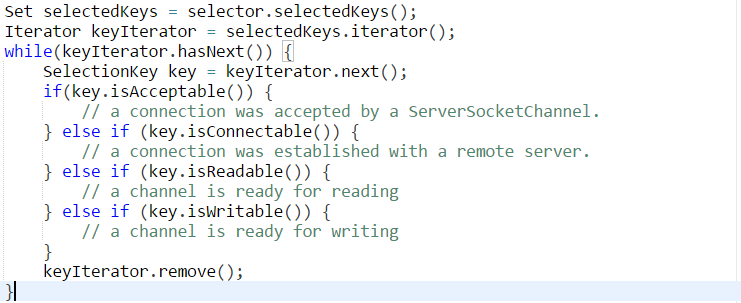 Set selectedKeys = selector.selectedKeys();
Iterator keyIterator = selectedKeys.iterator();
while(keyIterator.hasNext()) {
    SelectionKey key = keyIterator.next();
    if(key.isAcceptable()) {
        // a connection was accepted by a ServerSocketChannel.
    } else if (key.isConnectable()) {
        // a connection was established with a remote server.
    } else if (key.isReadable()) {
        // a channel is ready for reading
    } else if (key.isWritable()) {
        // a channel is ready for writing
    }
    keyIterator.remove();
}